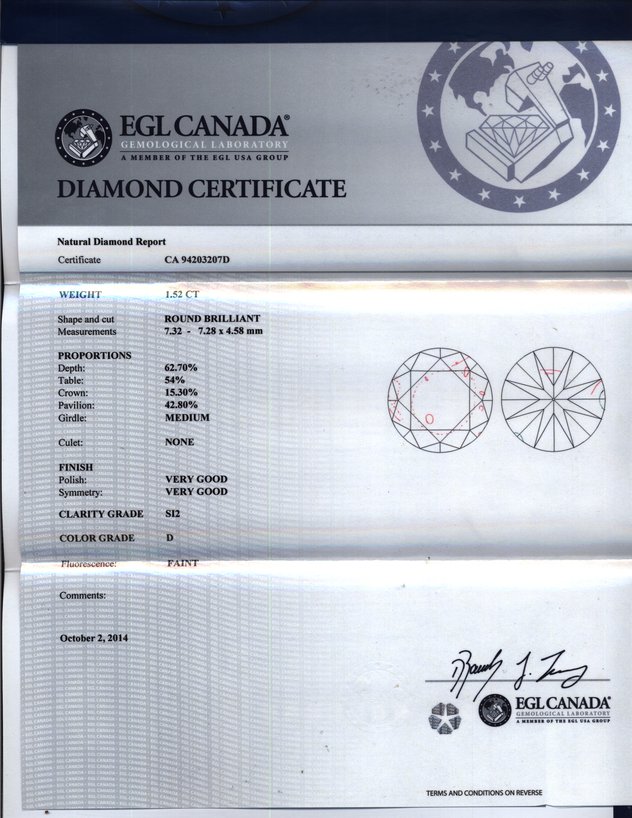 EGL CANADA®
GEMOLOGICAL LABORATORY
A MEMBER OF THE EGL USA GROUP
DIAMOND CERTIFICATE
Natural Diamond Report
Certificate CA 94203207D
WEIGHT 1.52 CT
Shape and cut ROUND BRILLIANT
Measurements 7.32 - 7.28 x 4.58 mm
PROPORTIONS
Depth: 62.70%
Table: 54%
Crown: 15.30%
Pavilion: 42.80%
Girdle: MEDIUM
Culet: NONE
FINISH
Polish: VERY GOOD
Symmetry: VERY GOOD
CLARITY GRADE SI2
COLOR GRADE D
Fluorescence: FAINT
Comments:
October 2, 2014
EGL CANADA®
GEMOLOGICAL LABORATORY
A MEMBER OF THE EGL USA GROUP
TERMS AND CONDITIONS ON REVERSE